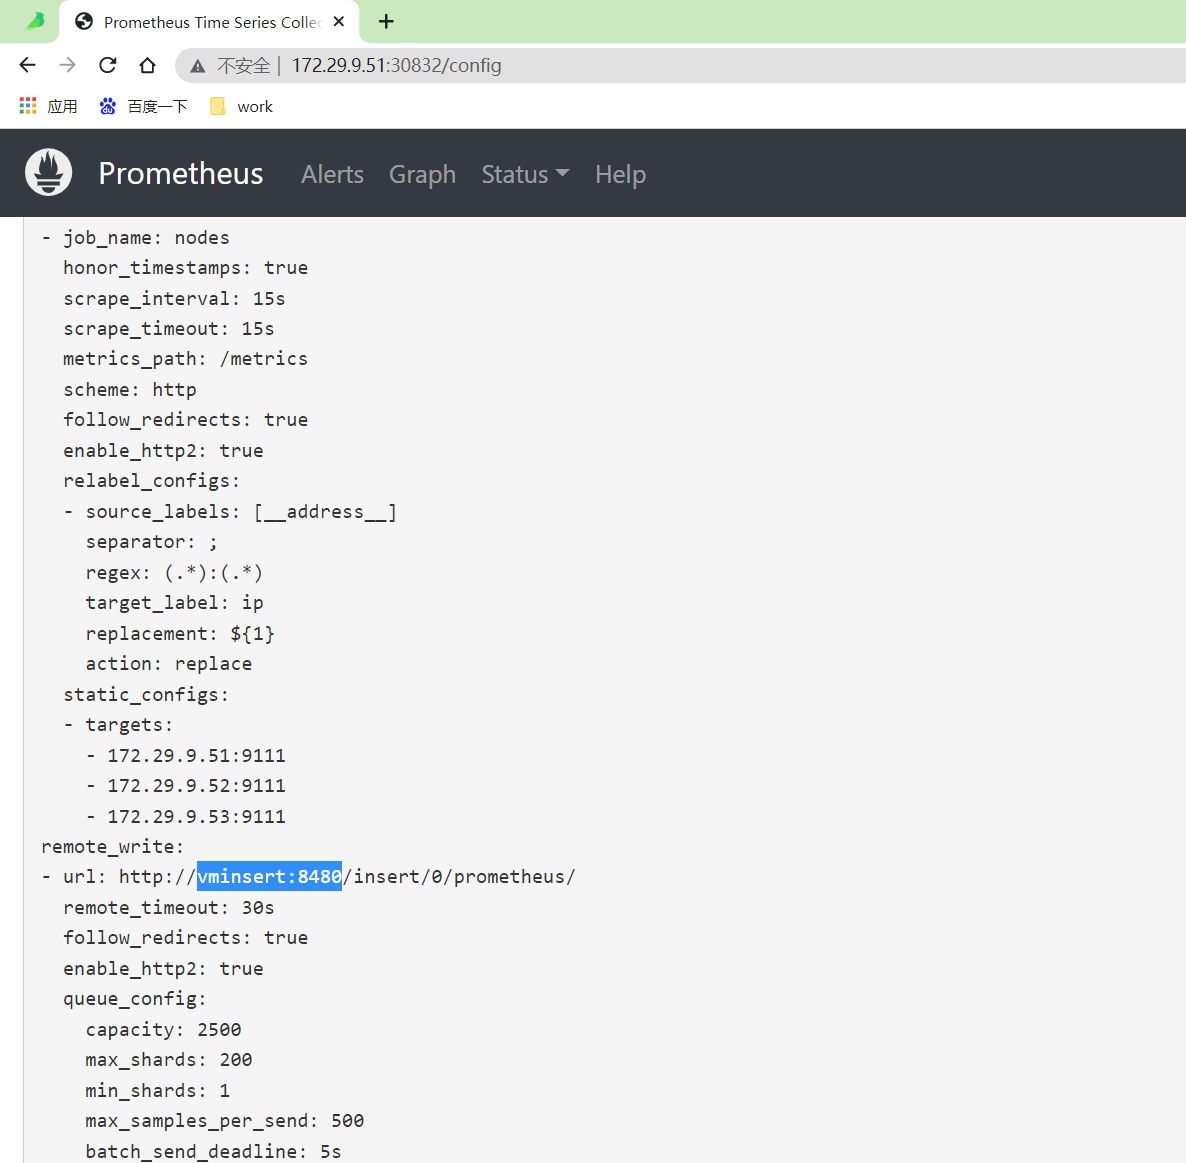 Prometheus Time Series Collec
不安全 | 172.29.9.51:30832/config
应用 百度一下 work
Prometheus Alerts Graph Status Help
- job_name: nodes
honor_timestamps: true
scrape_interval: 15s
scrape_timeout: 15s
metrics_path: /metrics
scheme: http
follow_redirects: true
enable_http2: true
relabel_configs:
- source_labels: [__address__]
separator: ;
regex: (.*):(.*)
target_label: ip
replacement: ${1}
action: replace
static_configs:
- targets:
- 172.29.9.51:9111
- 172.29.9.52:9111
- 172.29.9.53:9111
remote_write:
- url: http://vminsert:8480/insert/0/prometheus/
remote_timeout: 30s
follow_redirects: true
enable_http2: true
queue_config:
capacity: 2500
max_shards: 200
min_shards: 1
max_samples_per_send: 500
batch_send_deadline: 5s